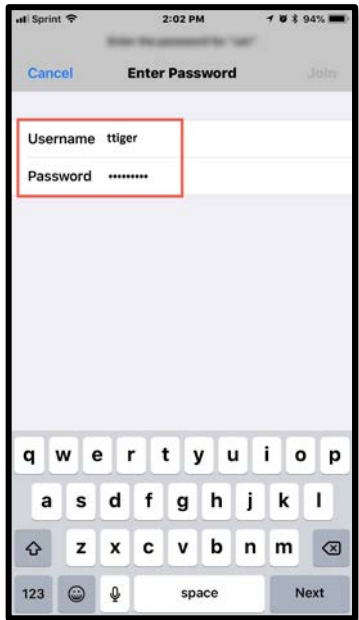 Sprint 2:02 PM 94%
Cancel Enter Password Join
Username ttiger
Password •••••••••
q w e r t y u i o p
a s d f g h j k l
z x c v b n m
123 space Next